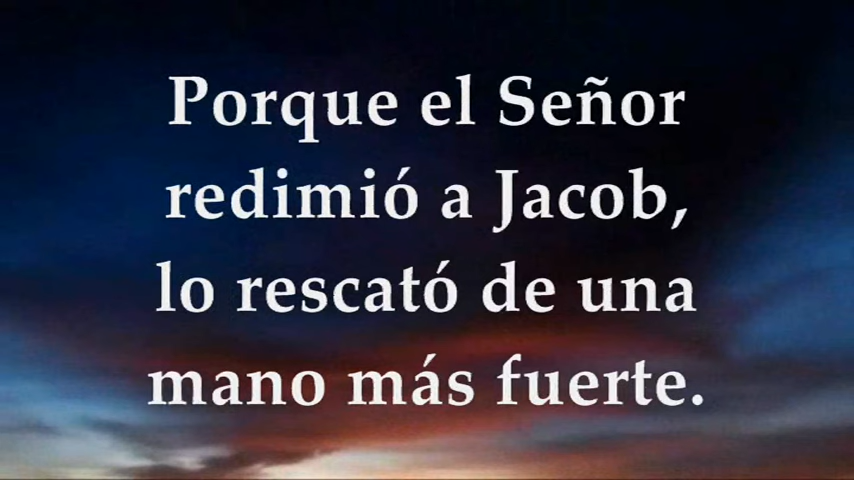 Porque el Señor
redimió a Jacob,
lo rescató de una
mano más fuerte.